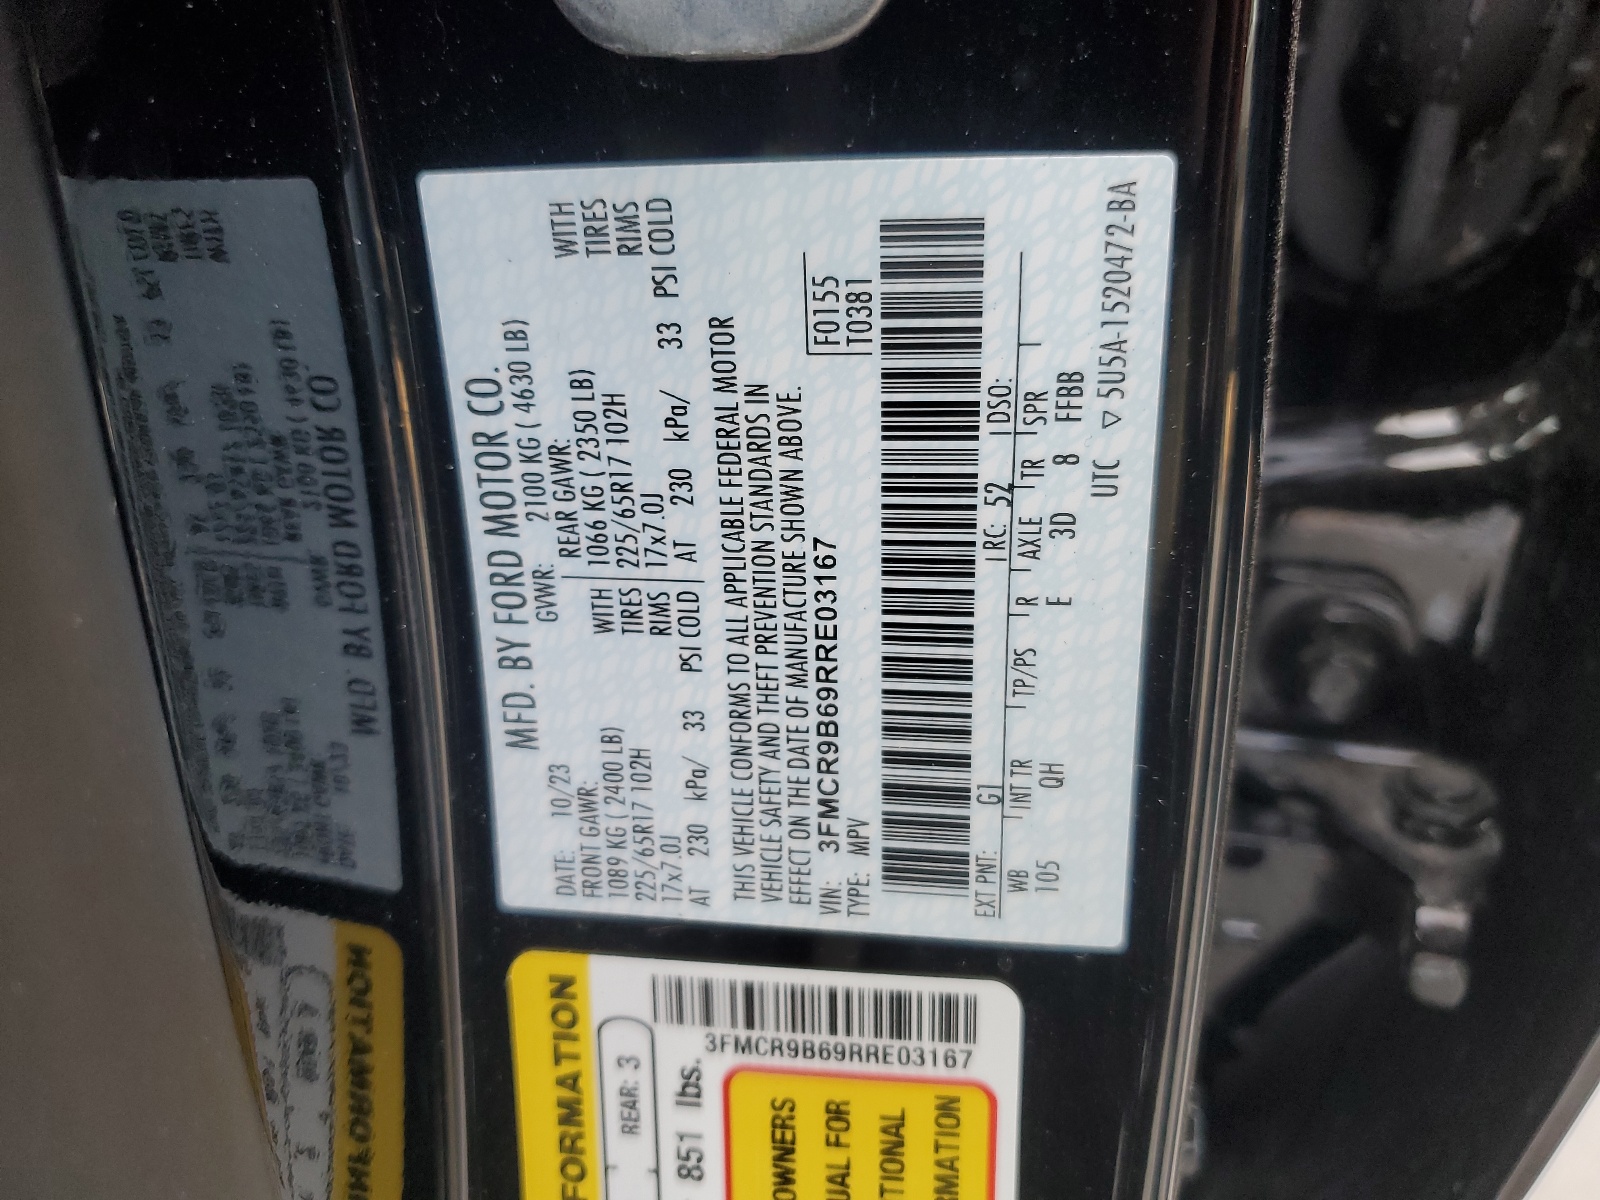 MFD. BY FORD MOTOR CO.
DATE: 10/23 GVWR: 2100 KG ( 4630 LB)
FRONT GAWR: REAR GAWR: WITH
1089 KG ( 2400 LB) WITH 1066 KG ( 2350 LB) TIRES
225/65R17 102H TIRES 225/65R17 102H RIMS
17x7.0J RIMS 17x7.0J
AT 230 kPa/ 33 PSI COLD AT 230 kPa/ 33 PSI COLD
THIS VEHICLE CONFORMS TO ALL APPLICABLE FEDERAL MOTOR
VEHICLE SAFETY AND THEFT PREVENTION STANDARDS IN
EFFECT ON THE DATE OF MANUFACTURE SHOWN ABOVE.
VIN: 3FMCR9B69RRE03167 F0155
TYPE: MPV T0381
EXT PNT: G1 RC: 52 DSO:
WB INT TR TP/PS R AXLE TR SPR
105 QH E 3D 8 FFBB
UTC ▽ 5U5A-1520472-BA
FORMATION
REAR: 3
851 lbs.
3FMCR9B69RRE03167
OWNERS
UAL FOR
TIONAL
RMATION